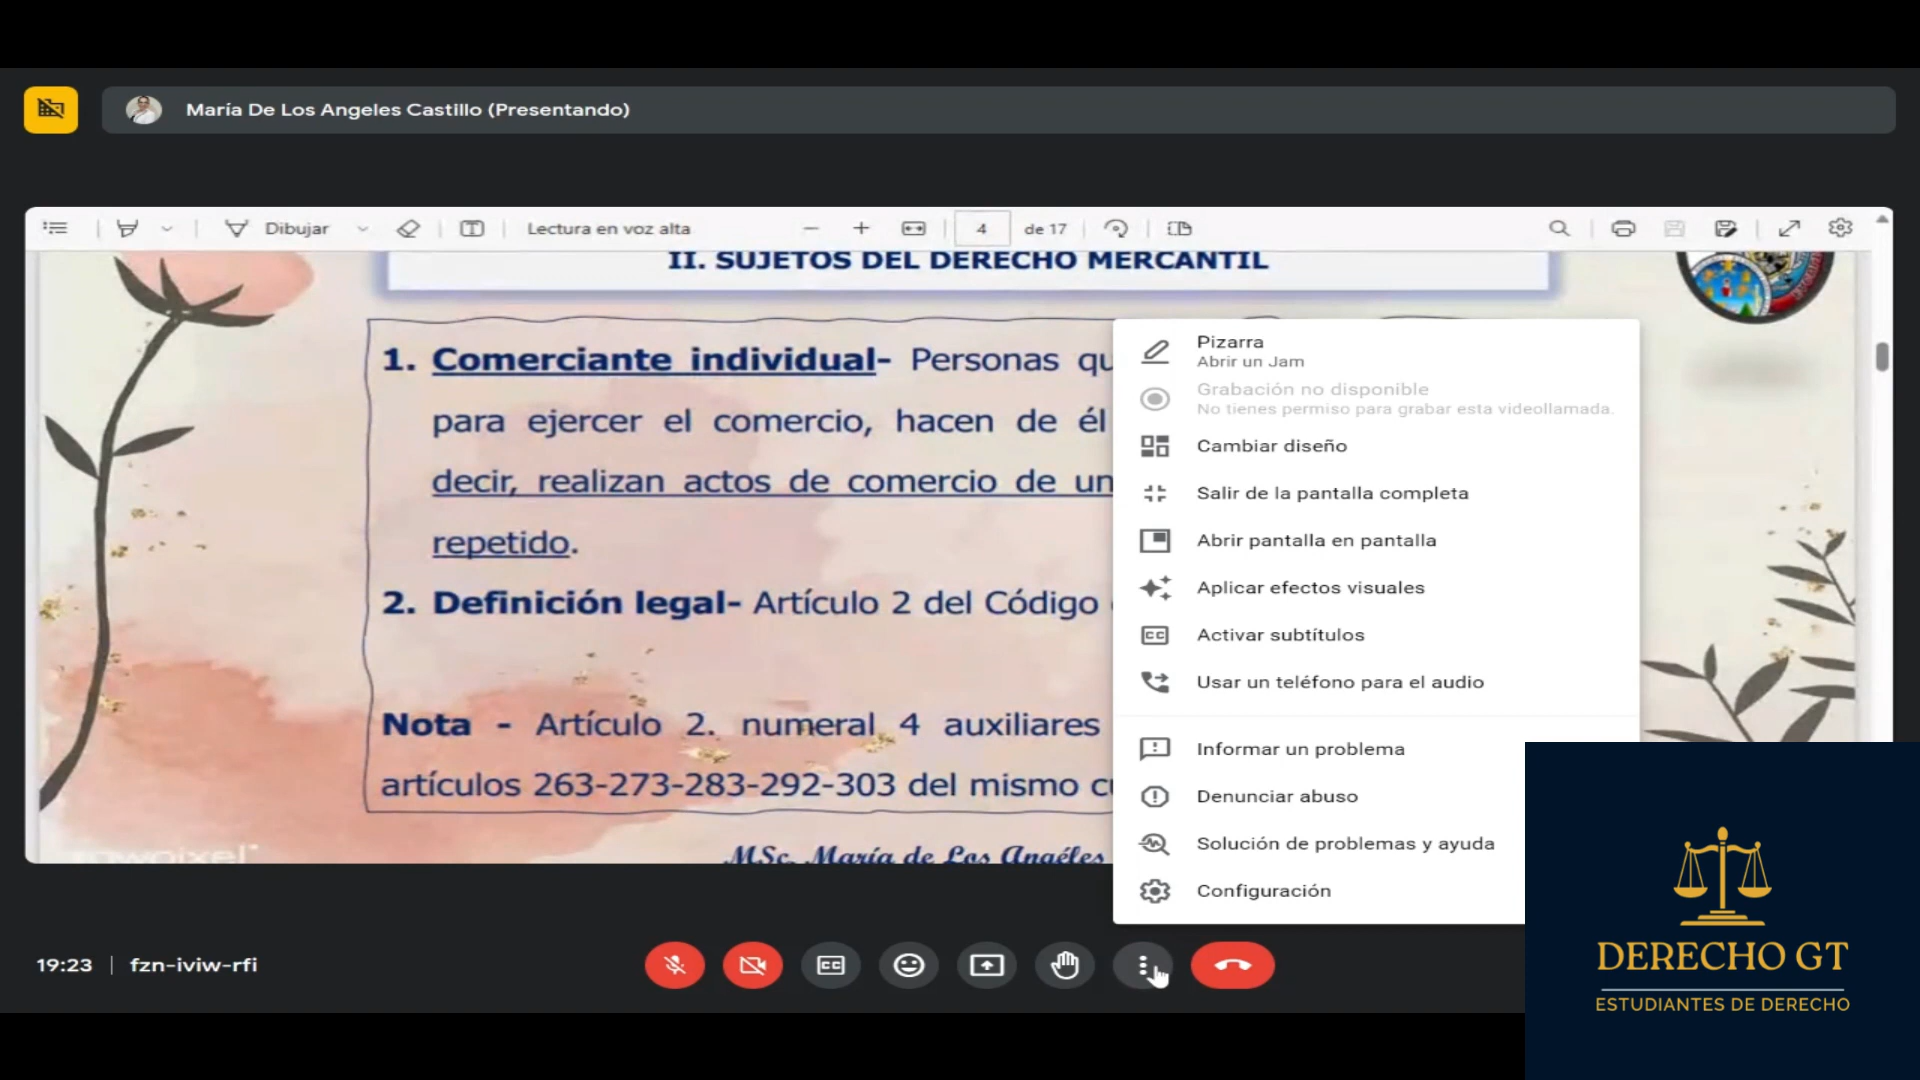 María De Los Angeles Castillo (Presentando)
Dibujar
Lectura en voz alta
4 de 17
II. SUJETOS DEL DERECHO MERCANTIL
1. Comerciante individual- Personas qu
para ejercer el comercio, hacen de él
decir, realizan actos de comercio de un
repetido.
2. Definición legal- Artículo 2 del Código
Nota - Artículo 2. numeral 4 auxiliares
artículos 263-273-283-292-303 del mismo cu
MSc. María de Los Angéles
Pizarra
Abrir un Jam
Grabación no disponible
No tienes permiso para grabar esta videollamada.
Cambiar diseño
Salir de la pantalla completa
Abrir pantalla en pantalla
Aplicar efectos visuales
Activar subtítulos
Usar un teléfono para el audio
Informar un problema
Denunciar abuso
Solución de problemas y ayuda
Configuración
19:23 | fzn-iviw-rfi
DERECHO GT
ESTUDIANTES DE DERECHO